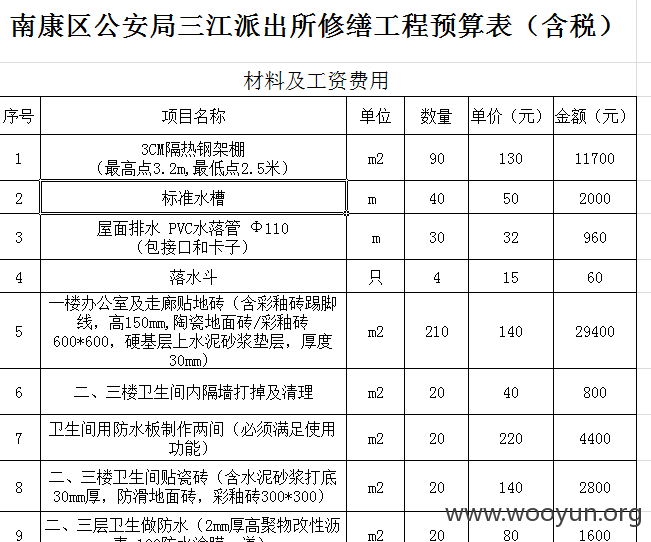 南康区公安局三江派出所修缮工程预算表（含税）
材料及工资费用
序号 项目名称 单位 数量 单价（元） 金额（元）
1 3CM隔热钢架棚 m2 90 130 11700
（最高点3.2m,最低点2.5米）
2 标准水槽 m 40 50 2000
3 屋面排水 PVC水落管 Φ110 m 30 32 960
（包接口和卡子）
4 落水斗 只 4 15 60
一楼办公室及走廊贴地砖（含彩釉砖踢脚
线，高150mm,陶瓷地面砖/彩釉砖
5 600*600，硬基层上水泥砂浆垫层，厚度 m2 210 140 29400
30mm）
6 二、三楼卫生间内隔墙打掉及清理 m2 20 40 800
7 卫生间用防水板制作两间（必须满足使用 m2 20 220 4400
功能）
8 二、三楼卫生间贴瓷砖（含水泥砂浆打底 m2 20 140 2800
30mm厚，防滑地面砖，彩釉砖300*300）
9 二、三层卫生做防水（2mm厚高聚物改性沥 m2 20 80 1600
www.wooyun.org